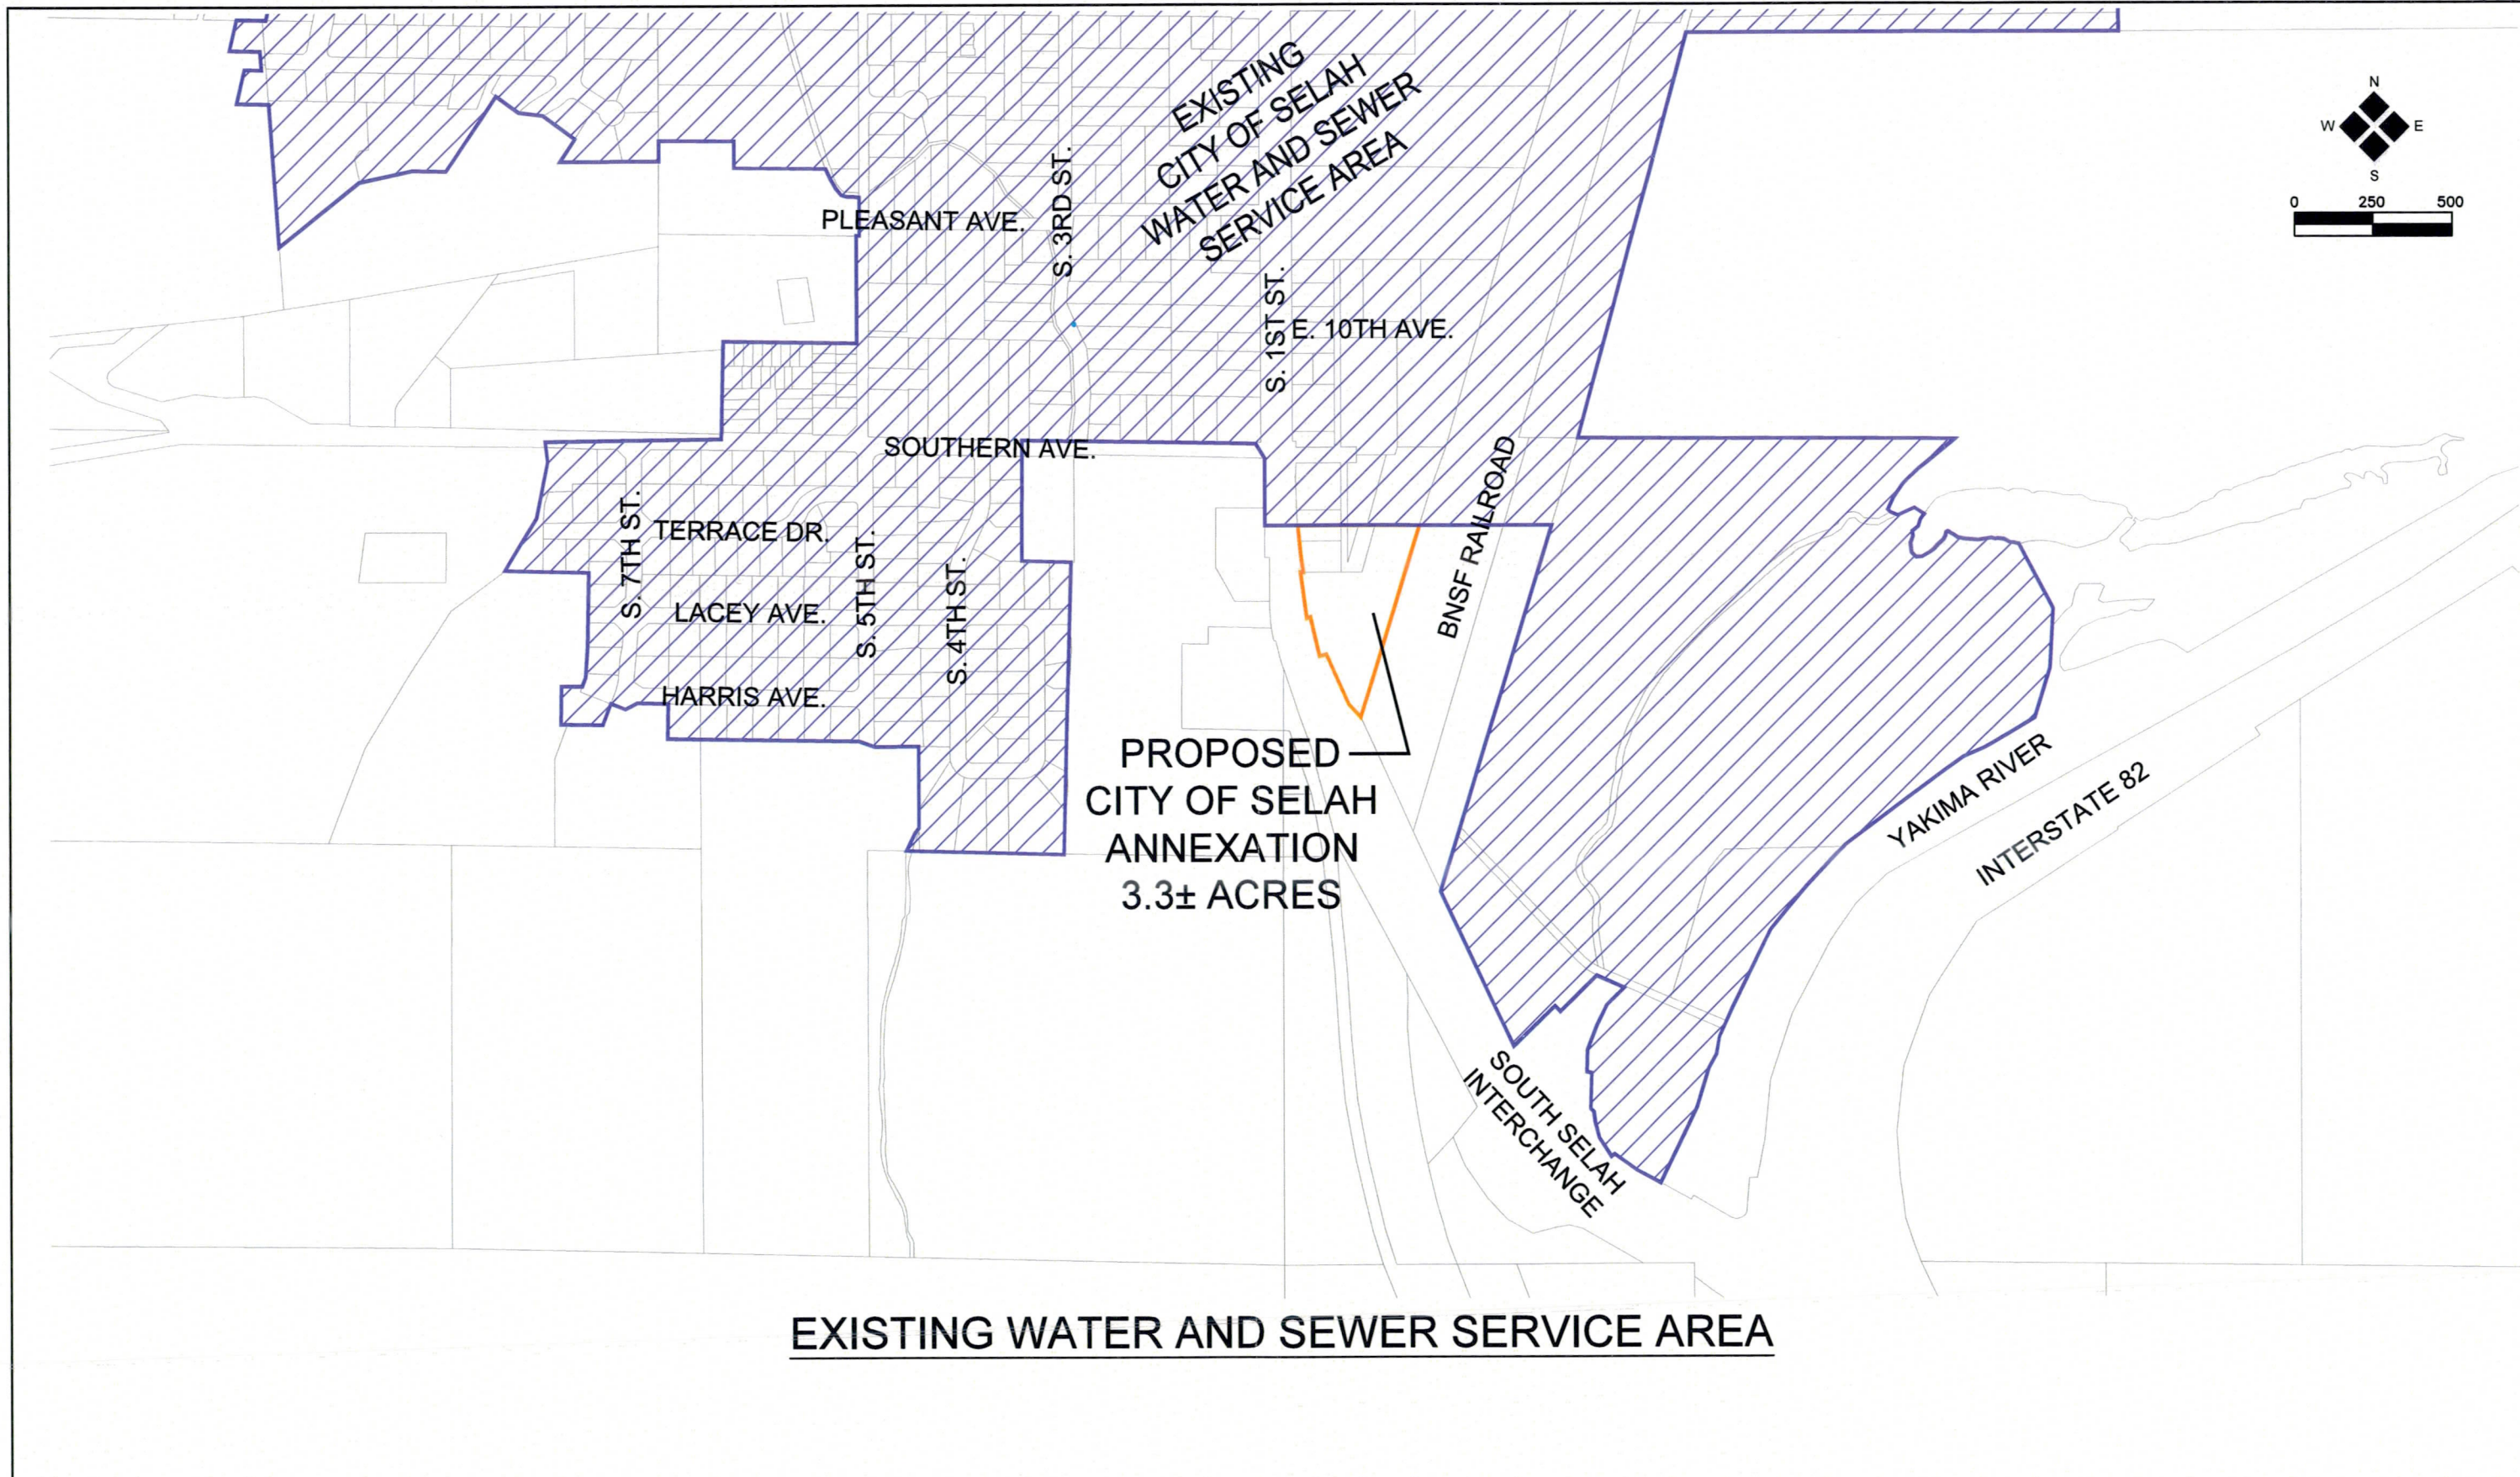 EXISTING
CITY OF SELAH
WATER AND SEWER
SERVICE AREA
N
W
E
S
0 250 500
PLEASANT AVE.
S. 3RD ST.
S. 1ST ST.
E. 10TH AVE.
SOUTHERN AVE.
BNSF RAILROAD
S. 7TH ST.
TERRACE DR.
S. 5TH ST.
S. 4TH ST.
LACEY AVE.
HARRIS AVE.
PROPOSED
CITY OF SELAH
ANNEXATION
3.3± ACRES
YAKIMA RIVER
INTERSTATE 82
SOUTH SELAH
INTERCHANGE
EXISTING WATER AND SEWER SERVICE AREA